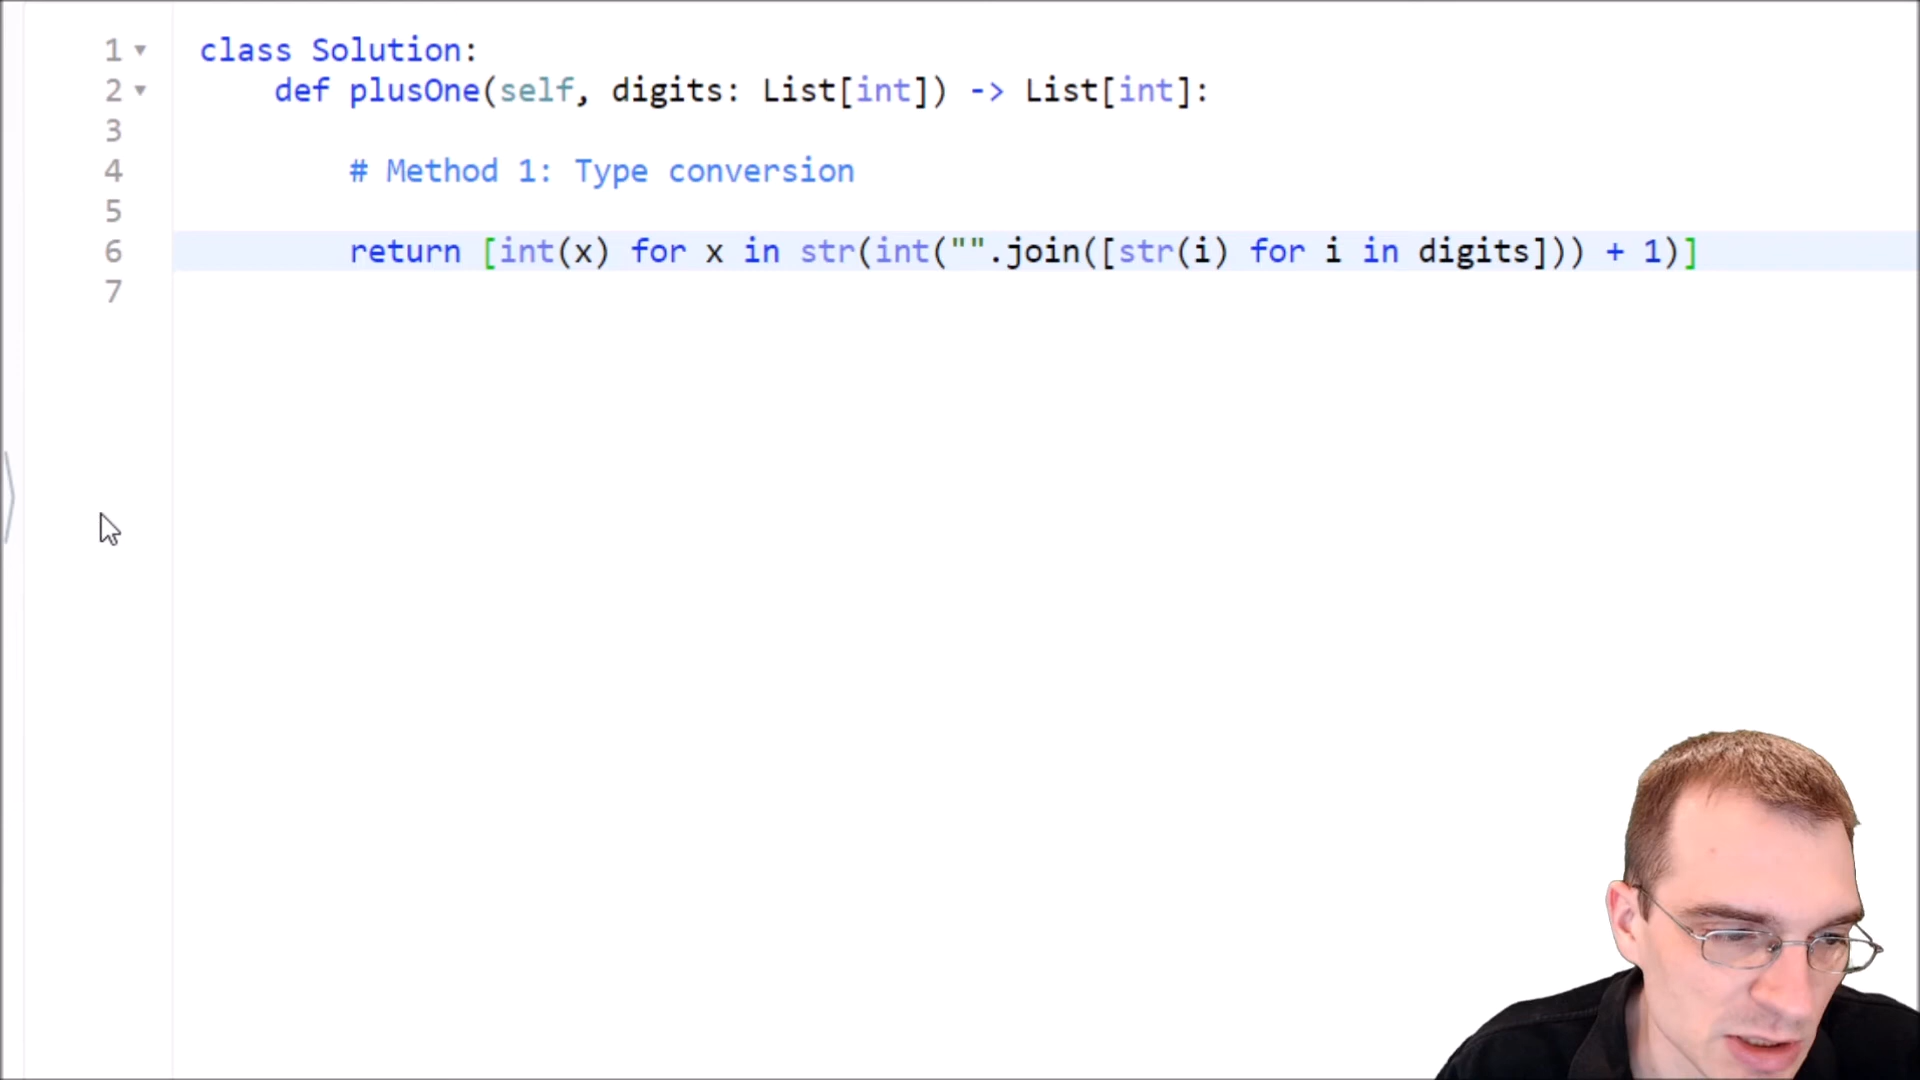 1 class Solution:
2 def plusOne(self, digits: List[int]) -> List[int]:
3
4 # Method 1: Type conversion
5
6 return [int(x) for x in str(int("".join([str(i) for i in digits])) + 1)]
7